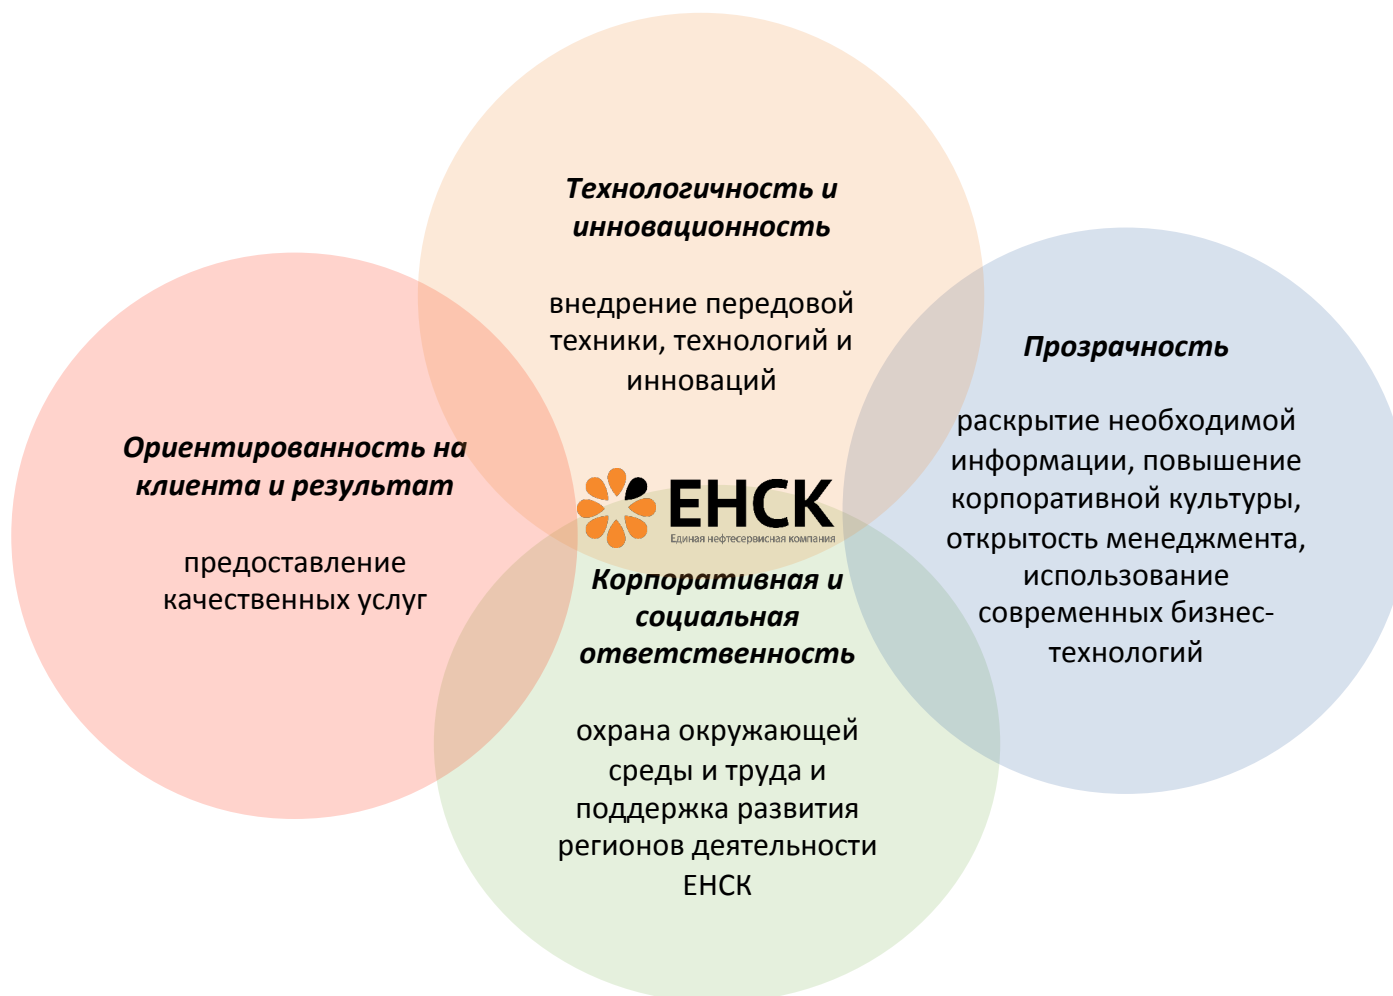 Технологичность и
инновационность
внедрение передовой
техники, технологий и
инноваций
Ориентированность на
клиента и результат
предоставление
качественных услуг
Прозрачность
раскрытие необходимой
информации, повышение
корпоративной культуры,
открытость менеджмента,
использование
современных бизнес-
технологий
ЕНСК
Единая нефтесервисная компания
Корпоративная и
социальная
ответственность
охрана окружающей
среды и труда и
поддержка развития
регионов деятельности
ЕНСК